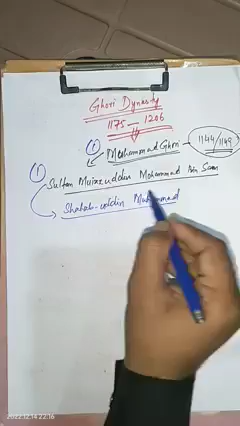 Ghori Dynasty
1175 — 1206
① Mohammad Ghori — 1144/1149
① Sultan Muizzuddin Mohammad Bin Sam
Shahab-uddin Muhammad
2022.12.14 22:16